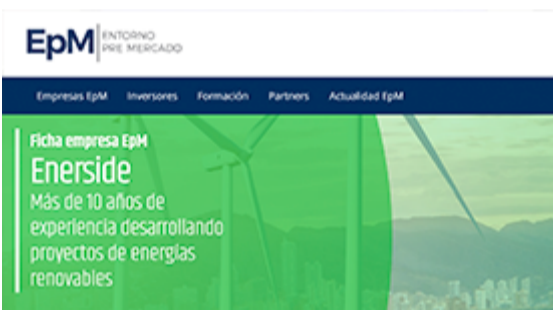 EpM ENTORNO
PRE MERCADO
Empresas EpM Inversores Formación Partners Actualidad EpM
Ficha empresa EpM
Enerside
Más de 10 años de
experiencia desarrollando
proyectos de energías
renovables